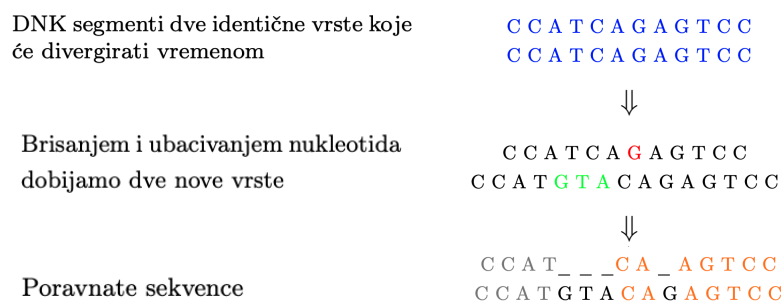 DNK segmenti dve identične vrste koje
će divergirati vremenom
C C A T C A G A G T C C
C C A T C A G A G T C C
⇓
Brisanjem i ubacivanjem nukleotida
dobijamo dve nove vrste
C C A T C A G A G T C C
C C A T G T A C A G A G T C C
⇓
Poravnate sekvence
C C A T _ _ _ C A _ A G T C C
C C A T G T A C A G A G T C C